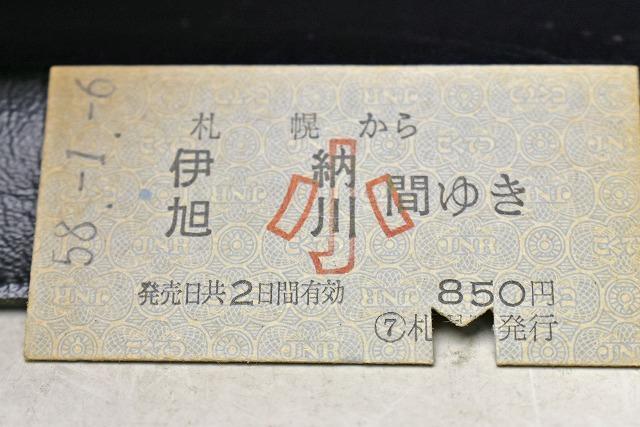 58.-1.-6
札幌から
伊納
旭川
間ゆき
小
発売日共2日間有効 850円
⑦札 発行